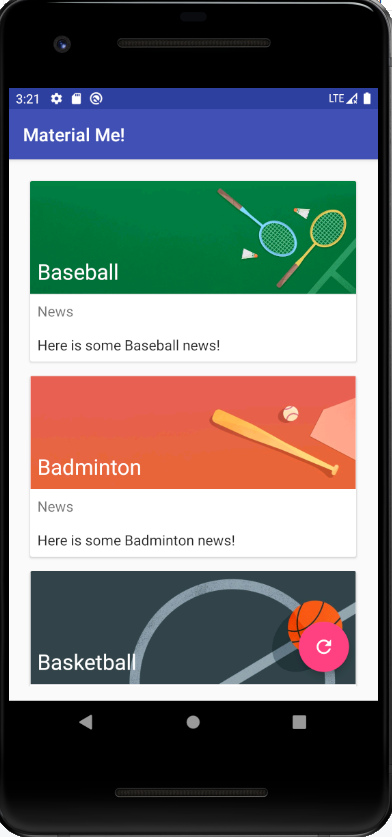 3:21
LTE
Material Me!
Baseball
News
Here is some Baseball news!
Badminton
News
Here is some Badminton news!
Basketball